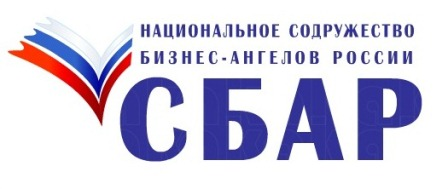 НАЦИОНАЛЬНОЕ СОДРУЖЕСТВО
БИЗНЕС-АНГЕЛОВ РОССИИ
СБАР